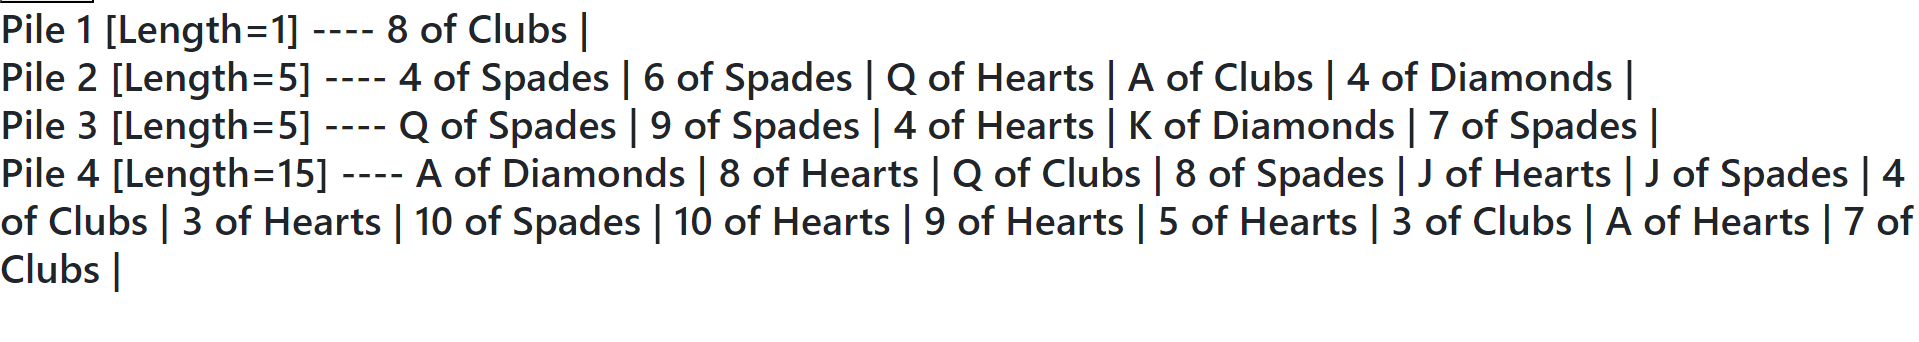 Pile 1 [Length=1] ---- 8 of Clubs |
Pile 2 [Length=5] ---- 4 of Spades | 6 of Spades | Q of Hearts | A of Clubs | 4 of Diamonds |
Pile 3 [Length=5] ---- Q of Spades | 9 of Spades | 4 of Hearts | K of Diamonds | 7 of Spades |
Pile 4 [Length=15] ---- A of Diamonds | 8 of Hearts | Q of Clubs | 8 of Spades | J of Hearts | J of Spades | 4
of Clubs | 3 of Hearts | 10 of Spades | 10 of Hearts | 9 of Hearts | 5 of Hearts | 3 of Clubs | A of Hearts | 7 of
Clubs |